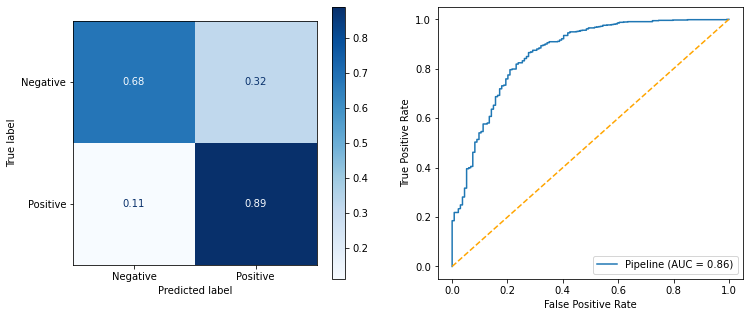 True label
Negative
Positive
0.68
0.32
0.11
0.89
Negative
Positive
Predicted label
0.8
0.7
0.6
0.5
0.4
0.3
0.2
True Positive Rate
1.0
0.8
0.6
0.4
0.2
0.0
Pipeline (AUC = 0.86)
0.0
0.2
0.4
0.6
0.8
1.0
False Positive Rate